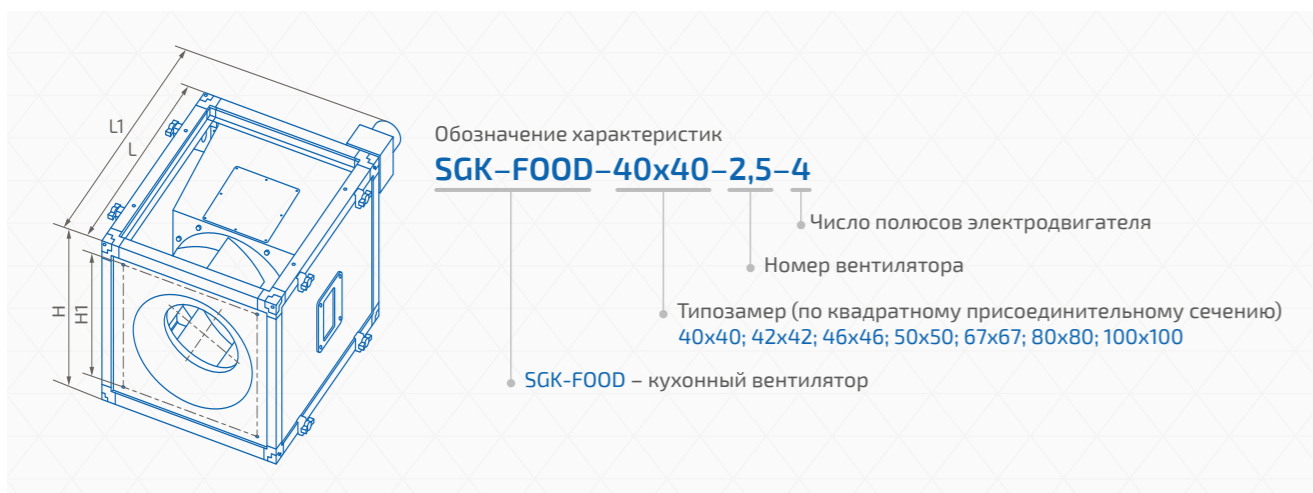 L1
L
H
H1
Обозначение характеристик
SGK–FOOD–40x40–2,5–4
Число полюсов электродвигателя
Номер вентилятора
Типозамер (по квадратному присоединительному сечению)
40x40; 42x42; 46x46; 50x50; 67x67; 80x80; 100x100
SGK-FOOD – кухонный вентилятор